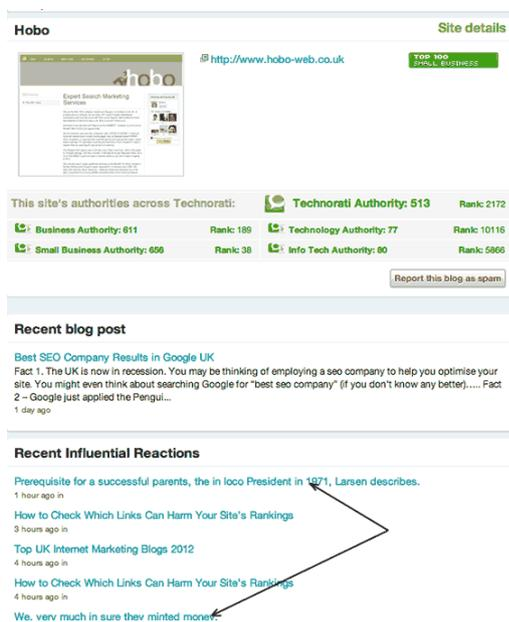 Hobo
Site details
http://www.hobo-web.co.uk
TOP 100
SMALL BUSINESS
hobo
Expert Search Marketing
Services
This site's authorities across Technorati:
Technorati Authority: 513
Rank: 2172
Business Authority: 611
Rank: 189
Technology Authority: 77
Rank: 10116
Small Business Authority: 656
Rank: 38
Info Tech Authority: 80
Rank: 5866
Report this blog as spam
Recent blog post
Best SEO Company Results in Google UK
Fact 1. The UK is now in recession. You may be thinking of employing a seo company to help you optimise your
site. You might even think about searching Google for "best seo company" (if you don't know any better)..... Fact
2 – Google just applied the Pengui...
1 day ago
Recent Influential Reactions
Prerequisite for a successful parents, the in loco President in 1971, Larsen describes.
1 hour ago in
How to Check Which Links Can Harm Your Site's Rankings
3 hours ago in
Top UK Internet Marketing Blogs 2012
4 hours ago in
How to Check Which Links Can Harm Your Site's Rankings
4 hours ago in
We, very much in sure they minted money.